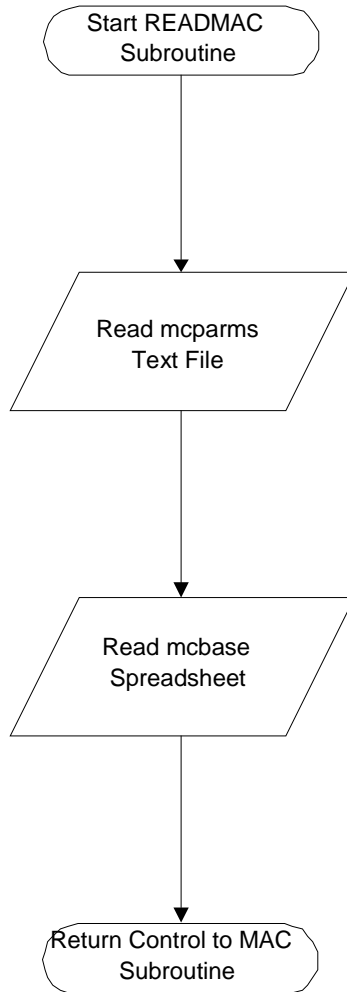 Start READMAC
Subroutine
Read mcparms
Text File
Read mcbase
Spreadsheet
Return Control to MAC
Subroutine